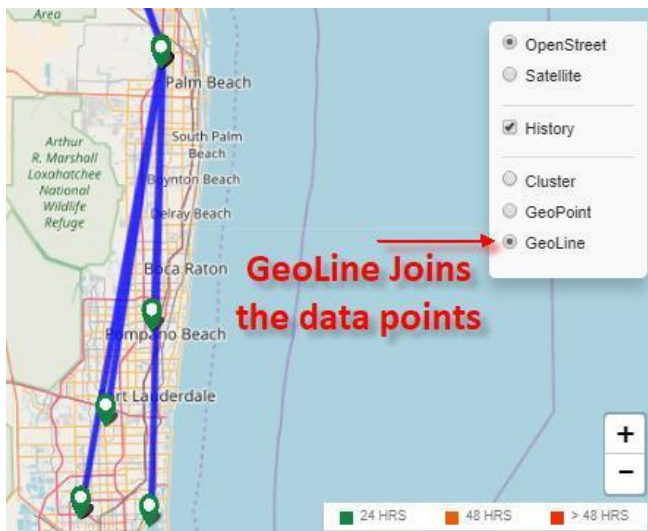 Area
Palm Beach
South Palm
Beach
Boynton Beach
Delray Beach
Arthur
R. Marshall
Loxahatchee
National
Wildlife
Refuge
Boca Raton
Pompano Beach
Fort Lauderdale
OpenStreet
Satellite
History
Cluster
GeoPoint
GeoLine
GeoLine Joins
the data points
+
−
24 HRS
48 HRS
> 48 HRS